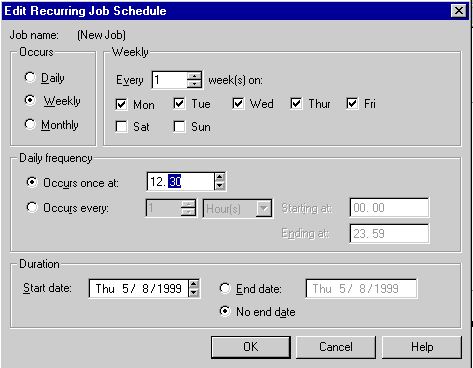 Edit Recurring Job Schedule
Job name: (New Job)
Occurs
Daily
Weekly
Monthly
Weekly
Every 1 week(s) on:
Mon Tue Wed Thur Fri
Sat Sun
Daily frequency
Occurs once at: 12. 30
Occurs every: 1 Hour(s) Starting at: 00. 00
Ending at: 23. 59
Duration
Start date: Thu 5/ 8/1999 End date: Thu 5/ 8/1999
No end date
OK Cancel Help